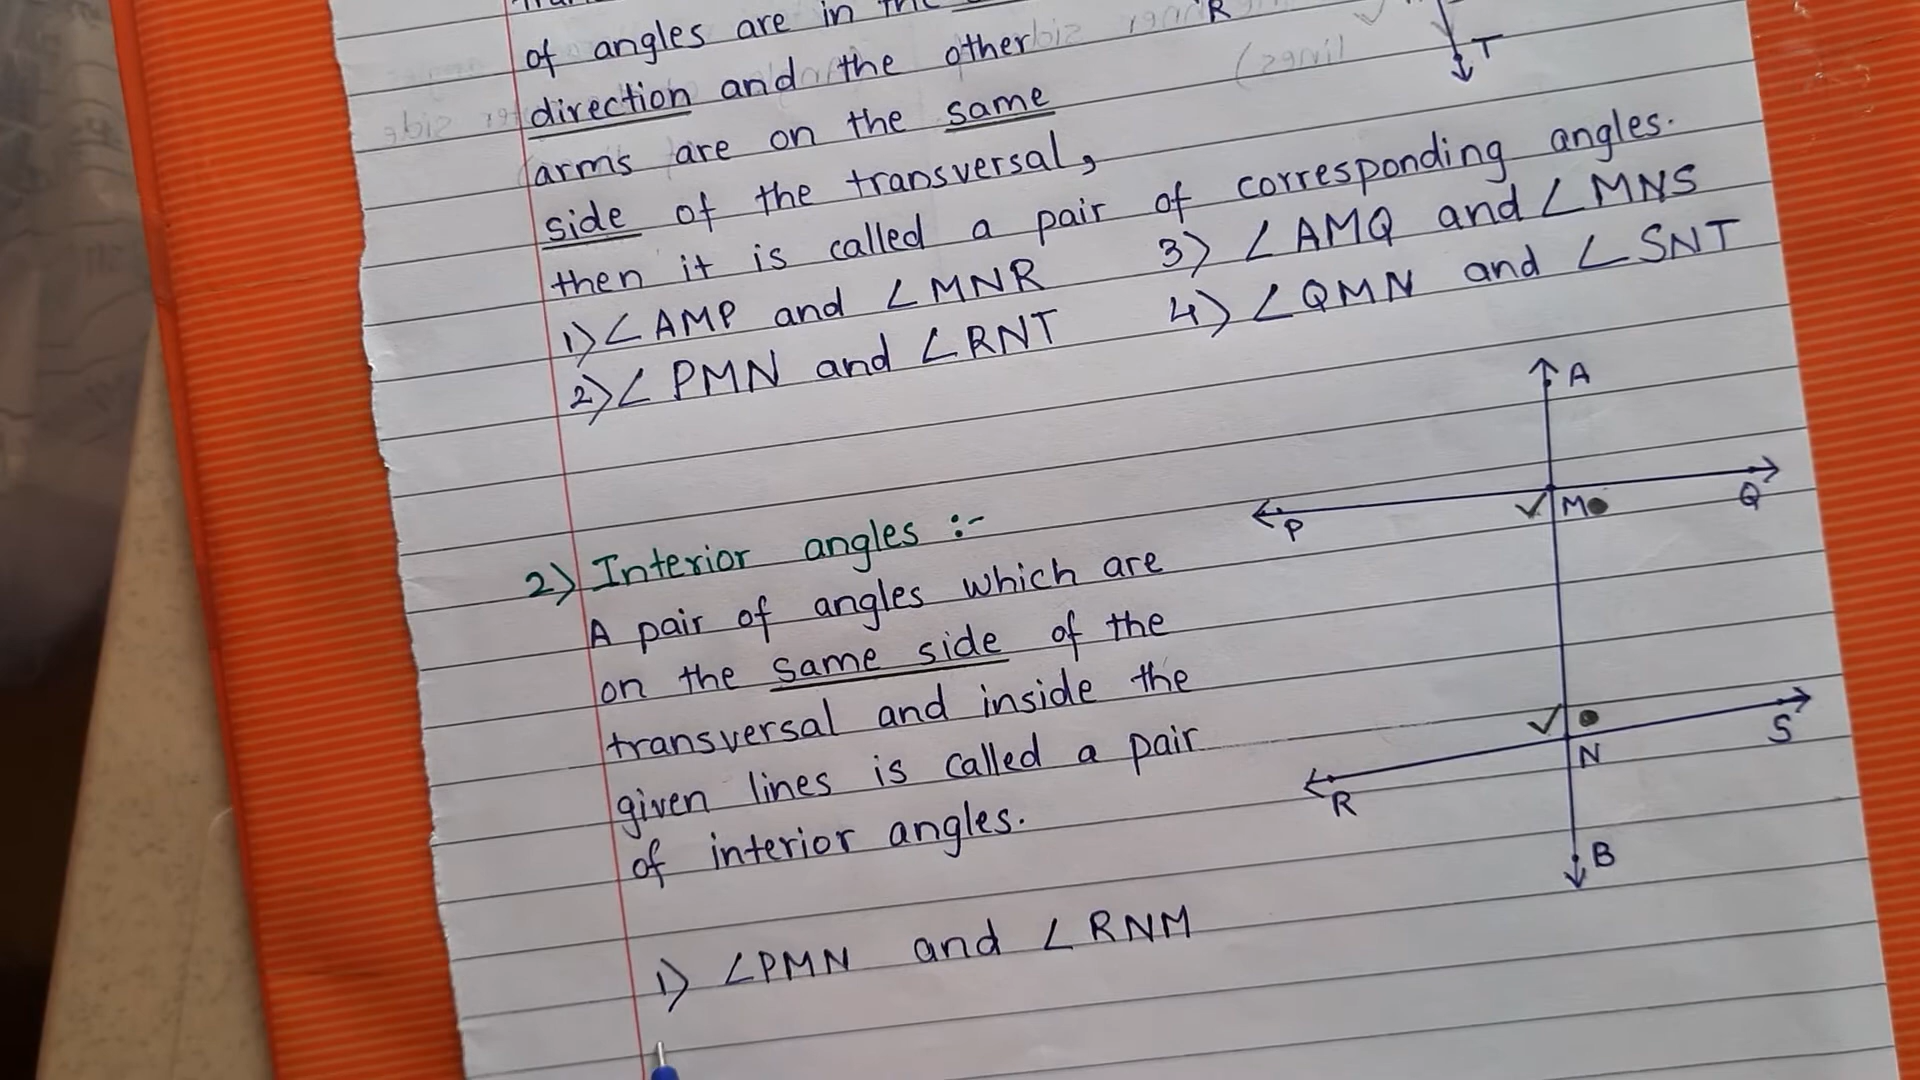 of angles are in the
direction and the other
arms are on the same
side of the transversal,
then it is called a pair of corresponding angles.
1) ∠AMP and ∠MNR
3) ∠AMQ and ∠MNS
2) ∠PMN and ∠RNT
4) ∠QMN and ∠SNT
R
T
2) Interior angles :-
A pair of angles which are
on the same side of the
transversal and inside the
given lines is called a pair
of interior angles.
1) ∠PMN and ∠RNM
A
P
M
Q
S
N
R
B